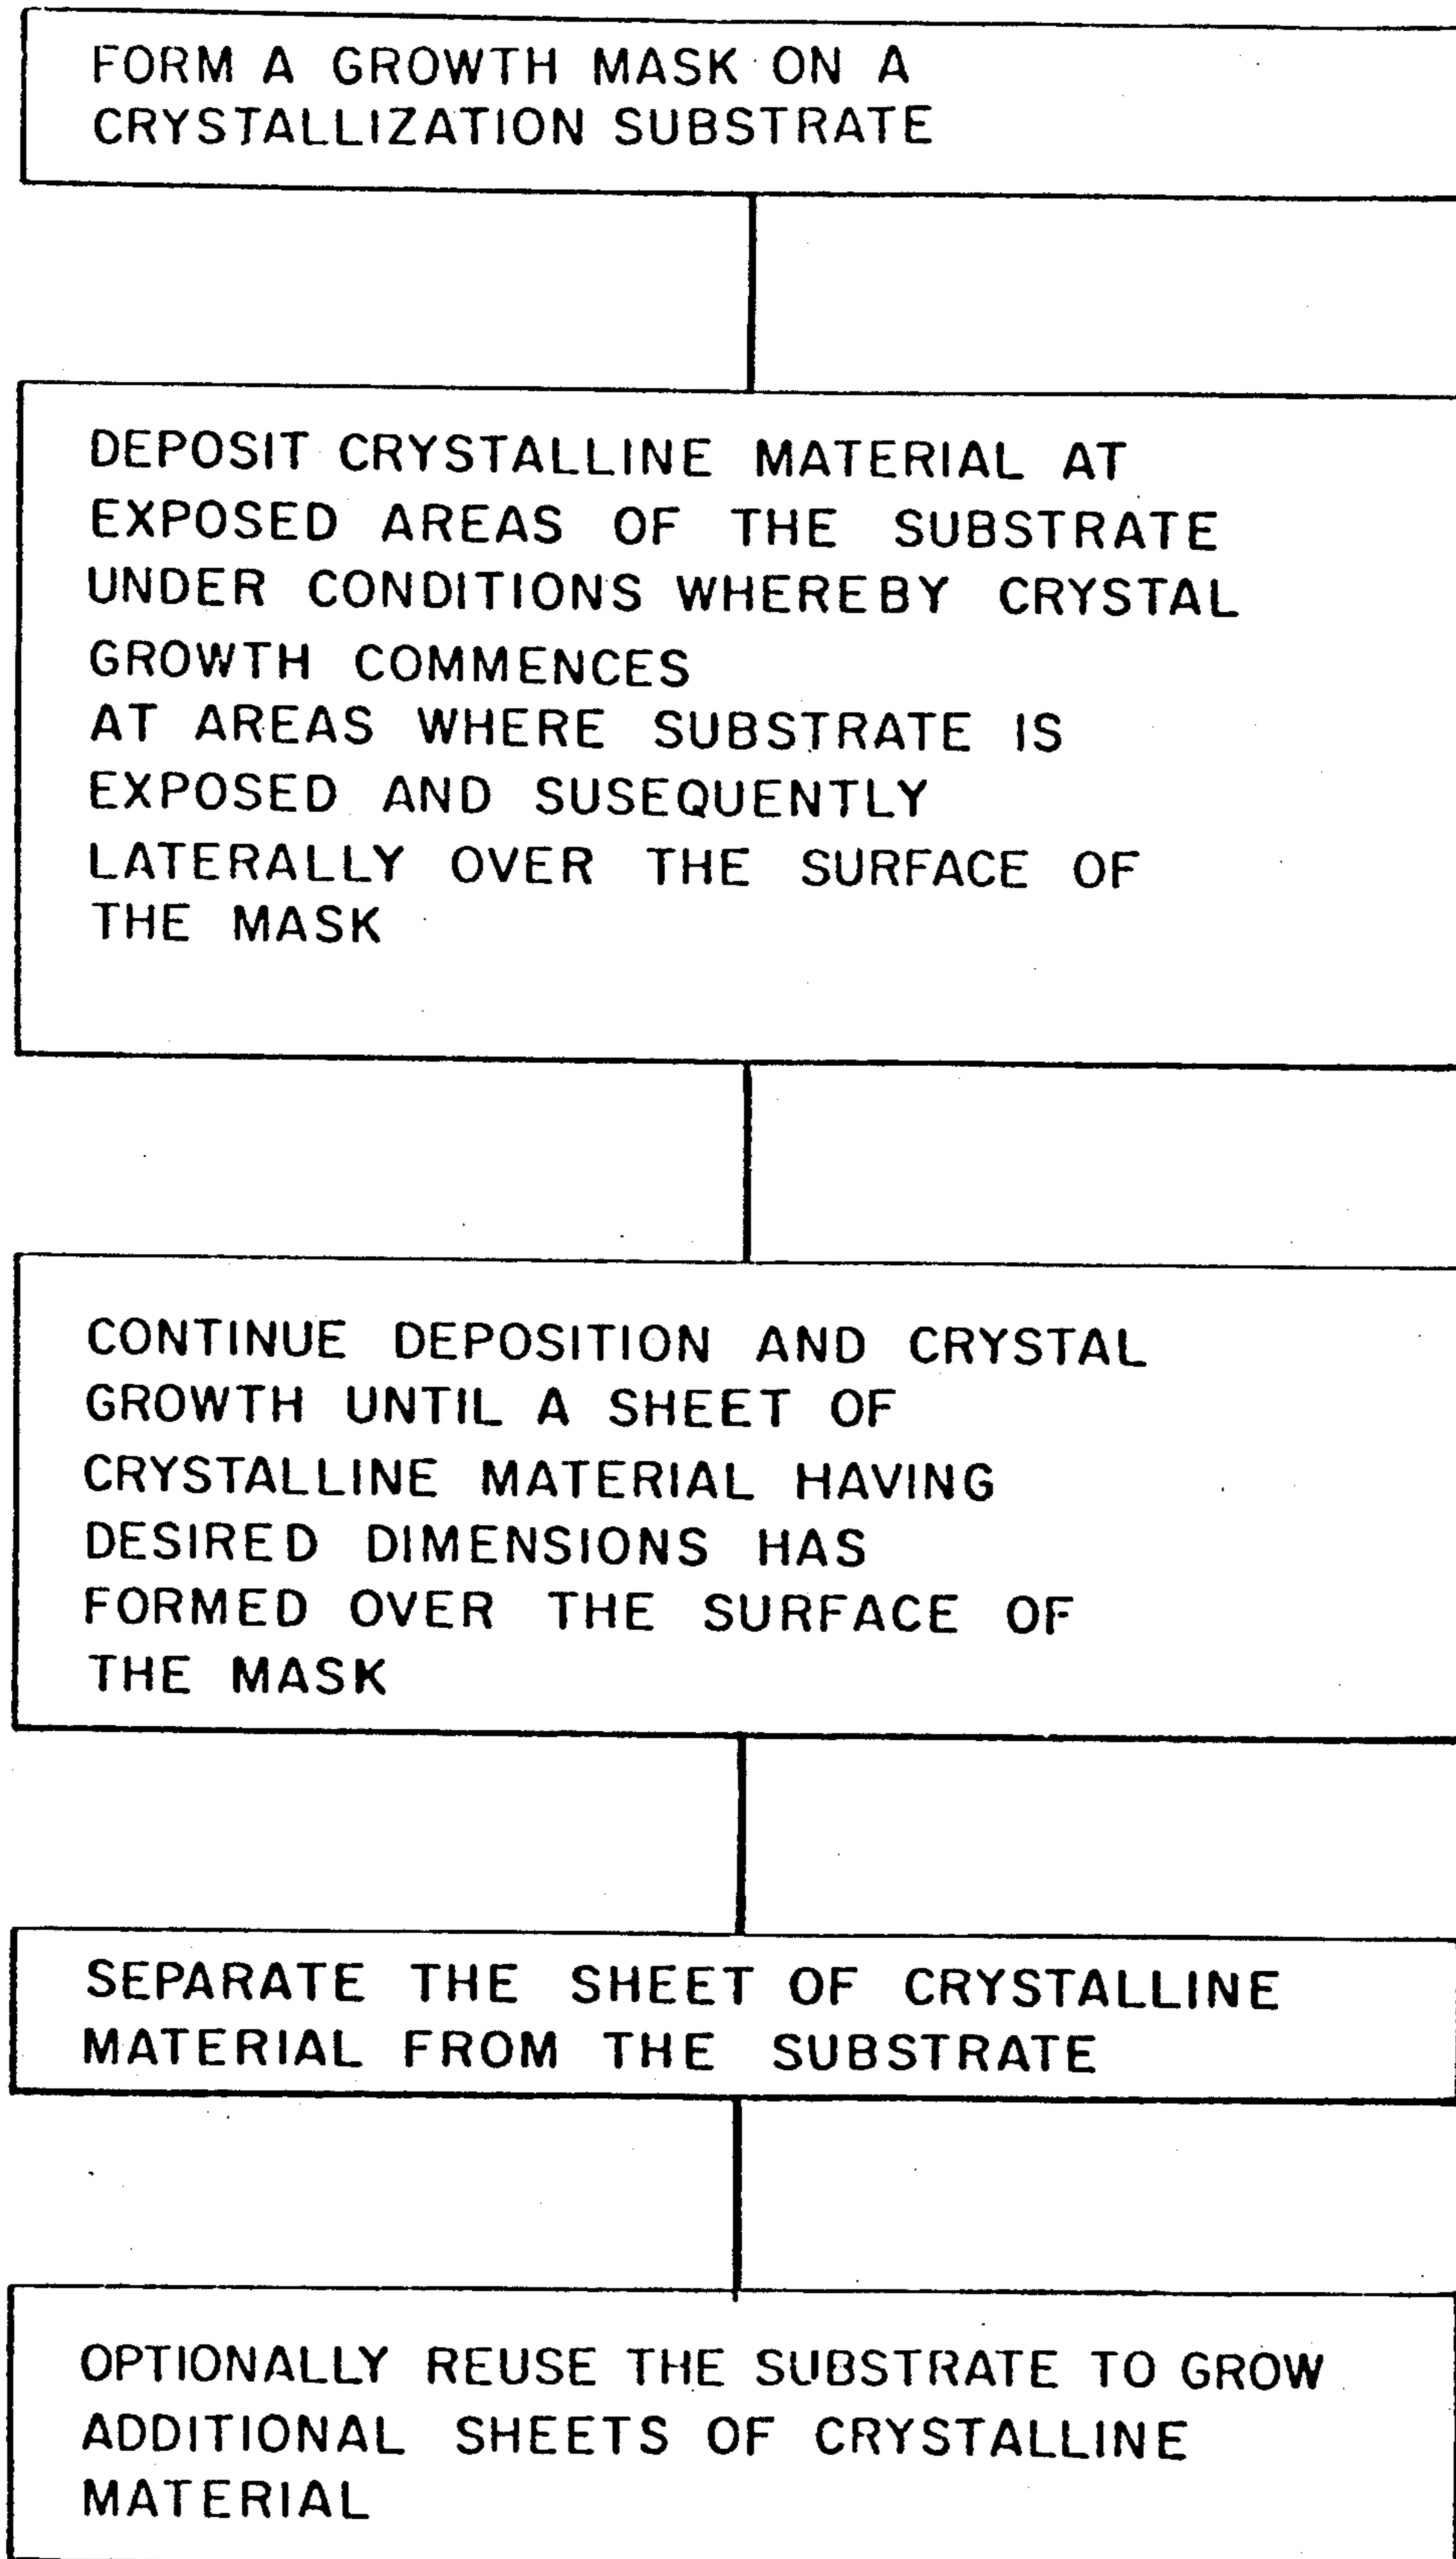 FORM A GROWTH MASK ON A
CRYSTALLIZATION SUBSTRATE
DEPOSIT CRYSTALLINE MATERIAL AT
EXPOSED AREAS OF THE SUBSTRATE
UNDER CONDITIONS WHEREBY CRYSTAL
GROWTH COMMENCES
AT AREAS WHERE SUBSTRATE IS
EXPOSED AND SUSEQUENTLY
LATERALLY OVER THE SURFACE OF
THE MASK
CONTINUE DEPOSITION AND CRYSTAL
GROWTH UNTIL A SHEET OF
CRYSTALLINE MATERIAL HAVING
DESIRED DIMENSIONS HAS
FORMED OVER THE SURFACE OF
THE MASK
SEPARATE THE SHEET OF CRYSTALLINE
MATERIAL FROM THE SUBSTRATE
OPTIONALLY REUSE THE SUBSTRATE TO GROW
ADDITIONAL SHEETS OF CRYSTALLINE
MATERIAL